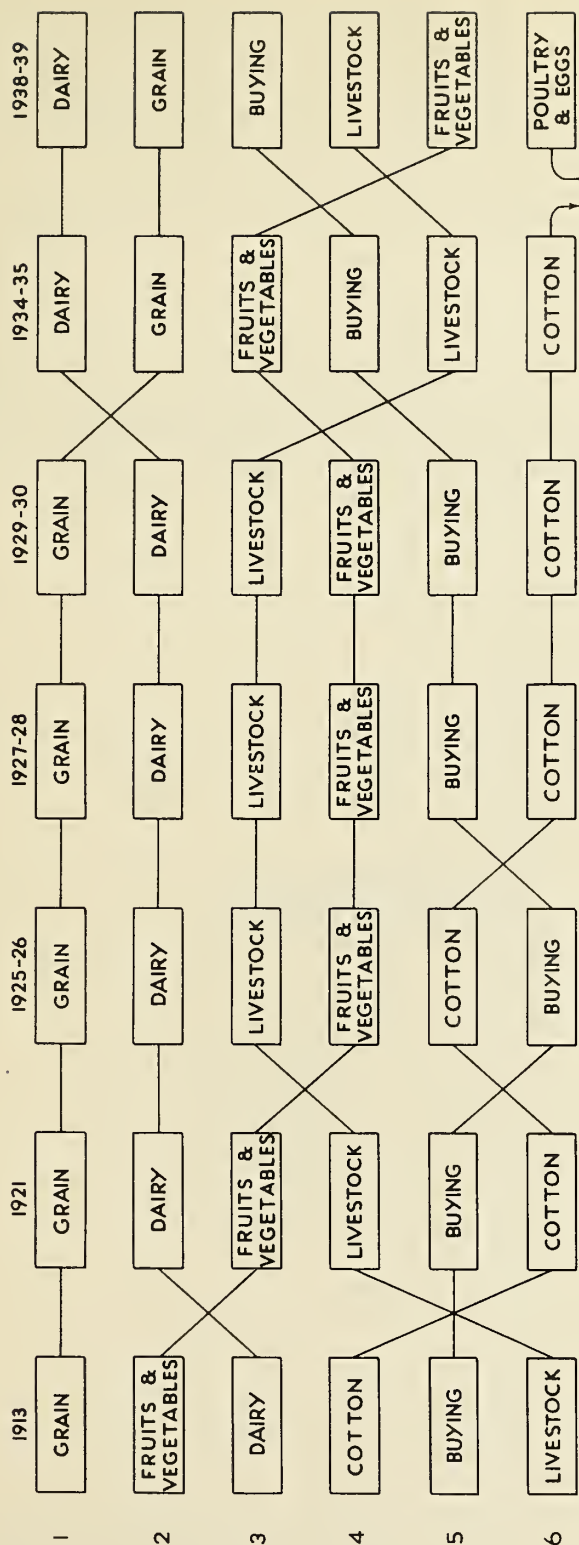 1913
1921
1925-26
1927-28
1929-30
1934-35
1938-39
1
GRAIN
GRAIN
GRAIN
GRAIN
GRAIN
DAIRY
DAIRY
2
FRUITS &
VEGETABLES
DAIRY
DAIRY
DAIRY
DAIRY
GRAIN
GRAIN
3
DAIRY
FRUITS &
VEGETABLES
LIVESTOCK
LIVESTOCK
LIVESTOCK
FRUITS &
VEGETABLES
BUYING
4
COTTON
LIVESTOCK
FRUITS &
VEGETABLES
FRUITS &
VEGETABLES
FRUITS &
VEGETABLES
BUYING
LIVESTOCK
5
BUYING
BUYING
COTTON
BUYING
BUYING
LIVESTOCK
FRUITS &
VEGETABLES
6
LIVESTOCK
COTTON
BUYING
COTTON
COTTON
COTTON
POULTRY
& EGGS